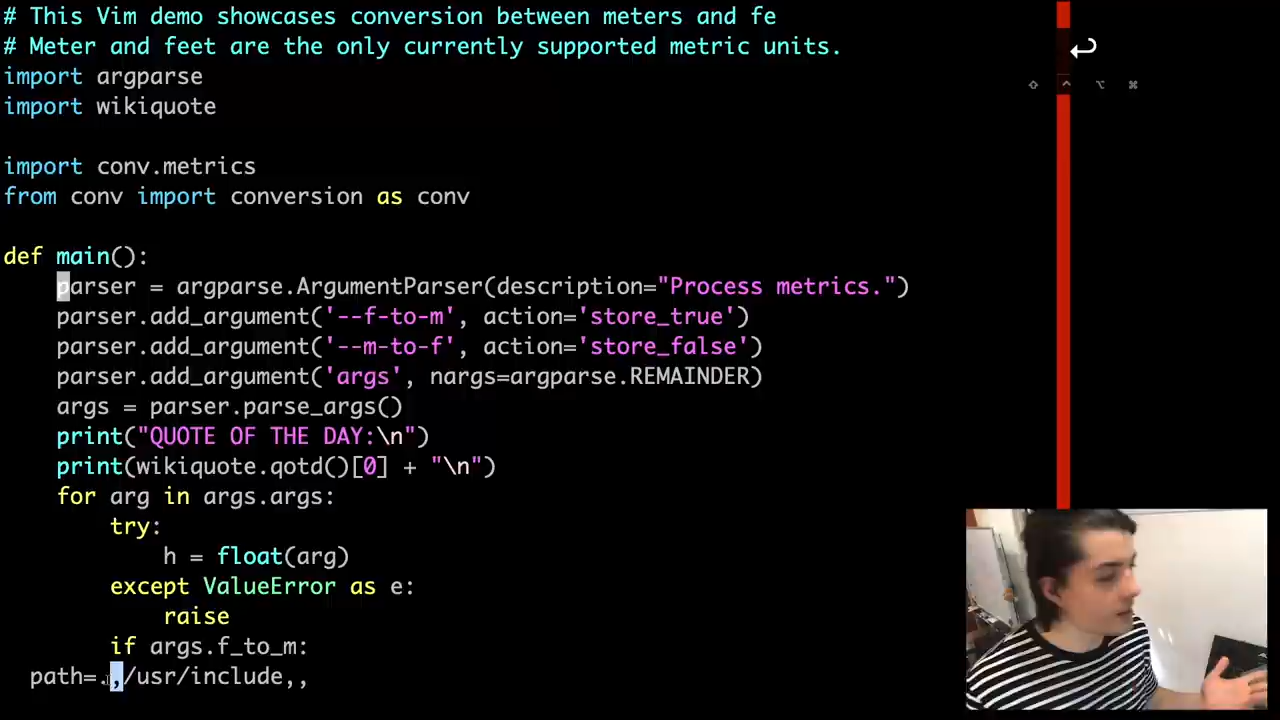 # This Vim demo showcases conversion between meters and fe
# Meter and feet are the only currently supported metric units.
import argparse
import wikiquote
import conv.metrics
from conv import conversion as conv
def main():
    parser = argparse.ArgumentParser(description="Process metrics.")
    parser.add_argument('--f-to-m', action='store_true')
    parser.add_argument('--m-to-f', action='store_false')
    parser.add_argument('args', nargs=argparse.REMAINDER)
    args = parser.parse_args()
    print("QUOTE OF THE DAY:\n")
    print(wikiquote.qotd()[0] + "\n")
    for arg in args.args:
        try:
            h = float(arg)
        except ValueError as e:
            raise
        if args.f_to_m:
  path=.,/usr/include,,